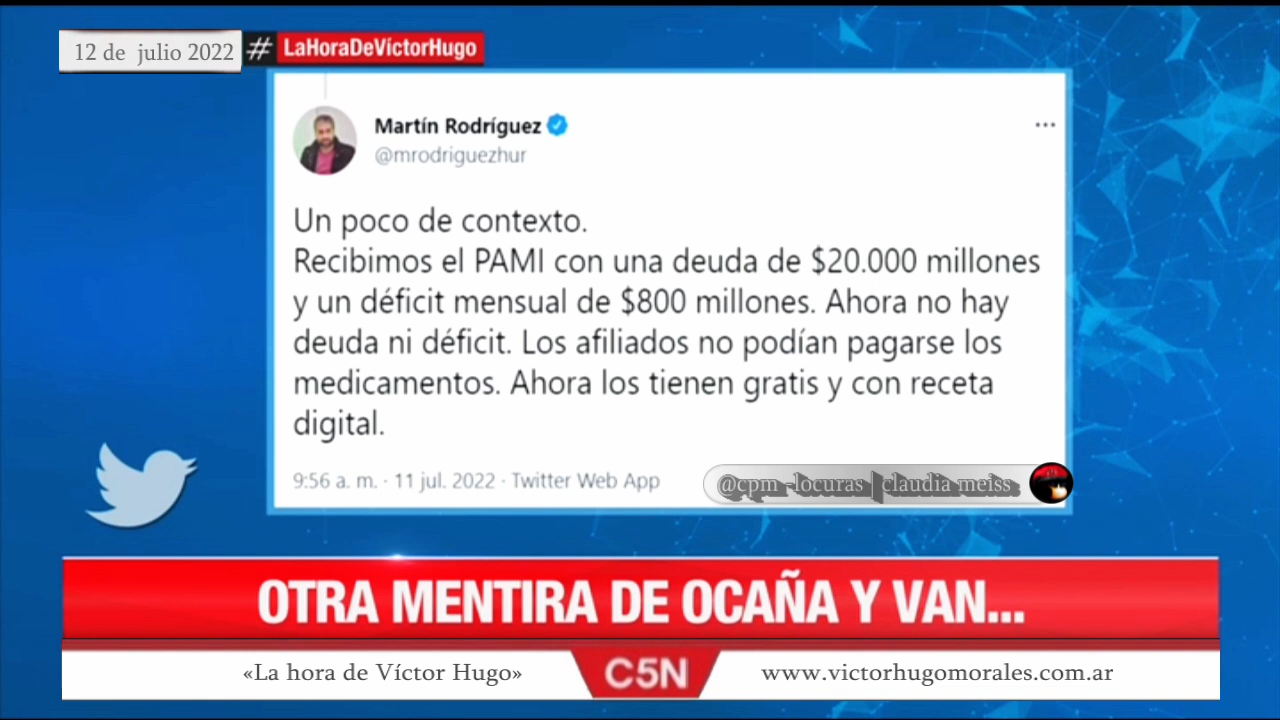 12 de julio 2022
# LaHoraDeVíctorHugo
Martín Rodríguez
@mrodriguezhur
Un poco de contexto.
Recibimos el PAMI con una deuda de $20.000 millones
y un déficit mensual de $800 millones. Ahora no hay
deuda ni déficit. Los afiliados no podían pagarse los
medicamentos. Ahora los tienen gratis y con receta
digital.
9:56 a. m. · 11 jul. 2022 · Twitter Web App
@cpm -locuras | claudia meiss
OTRA MENTIRA DE OCAÑA Y VAN...
«La hora de Víctor Hugo»
C5N
www.victorhugomorales.com.ar